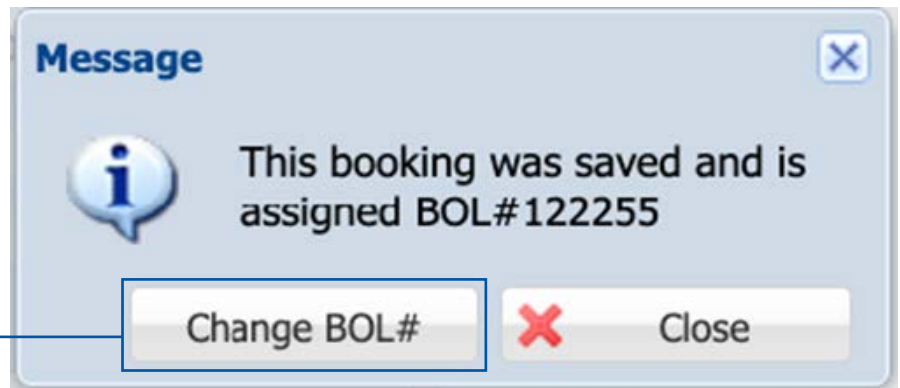 Message
This booking was saved and is
assigned BOL#122255
Change BOL#
Close